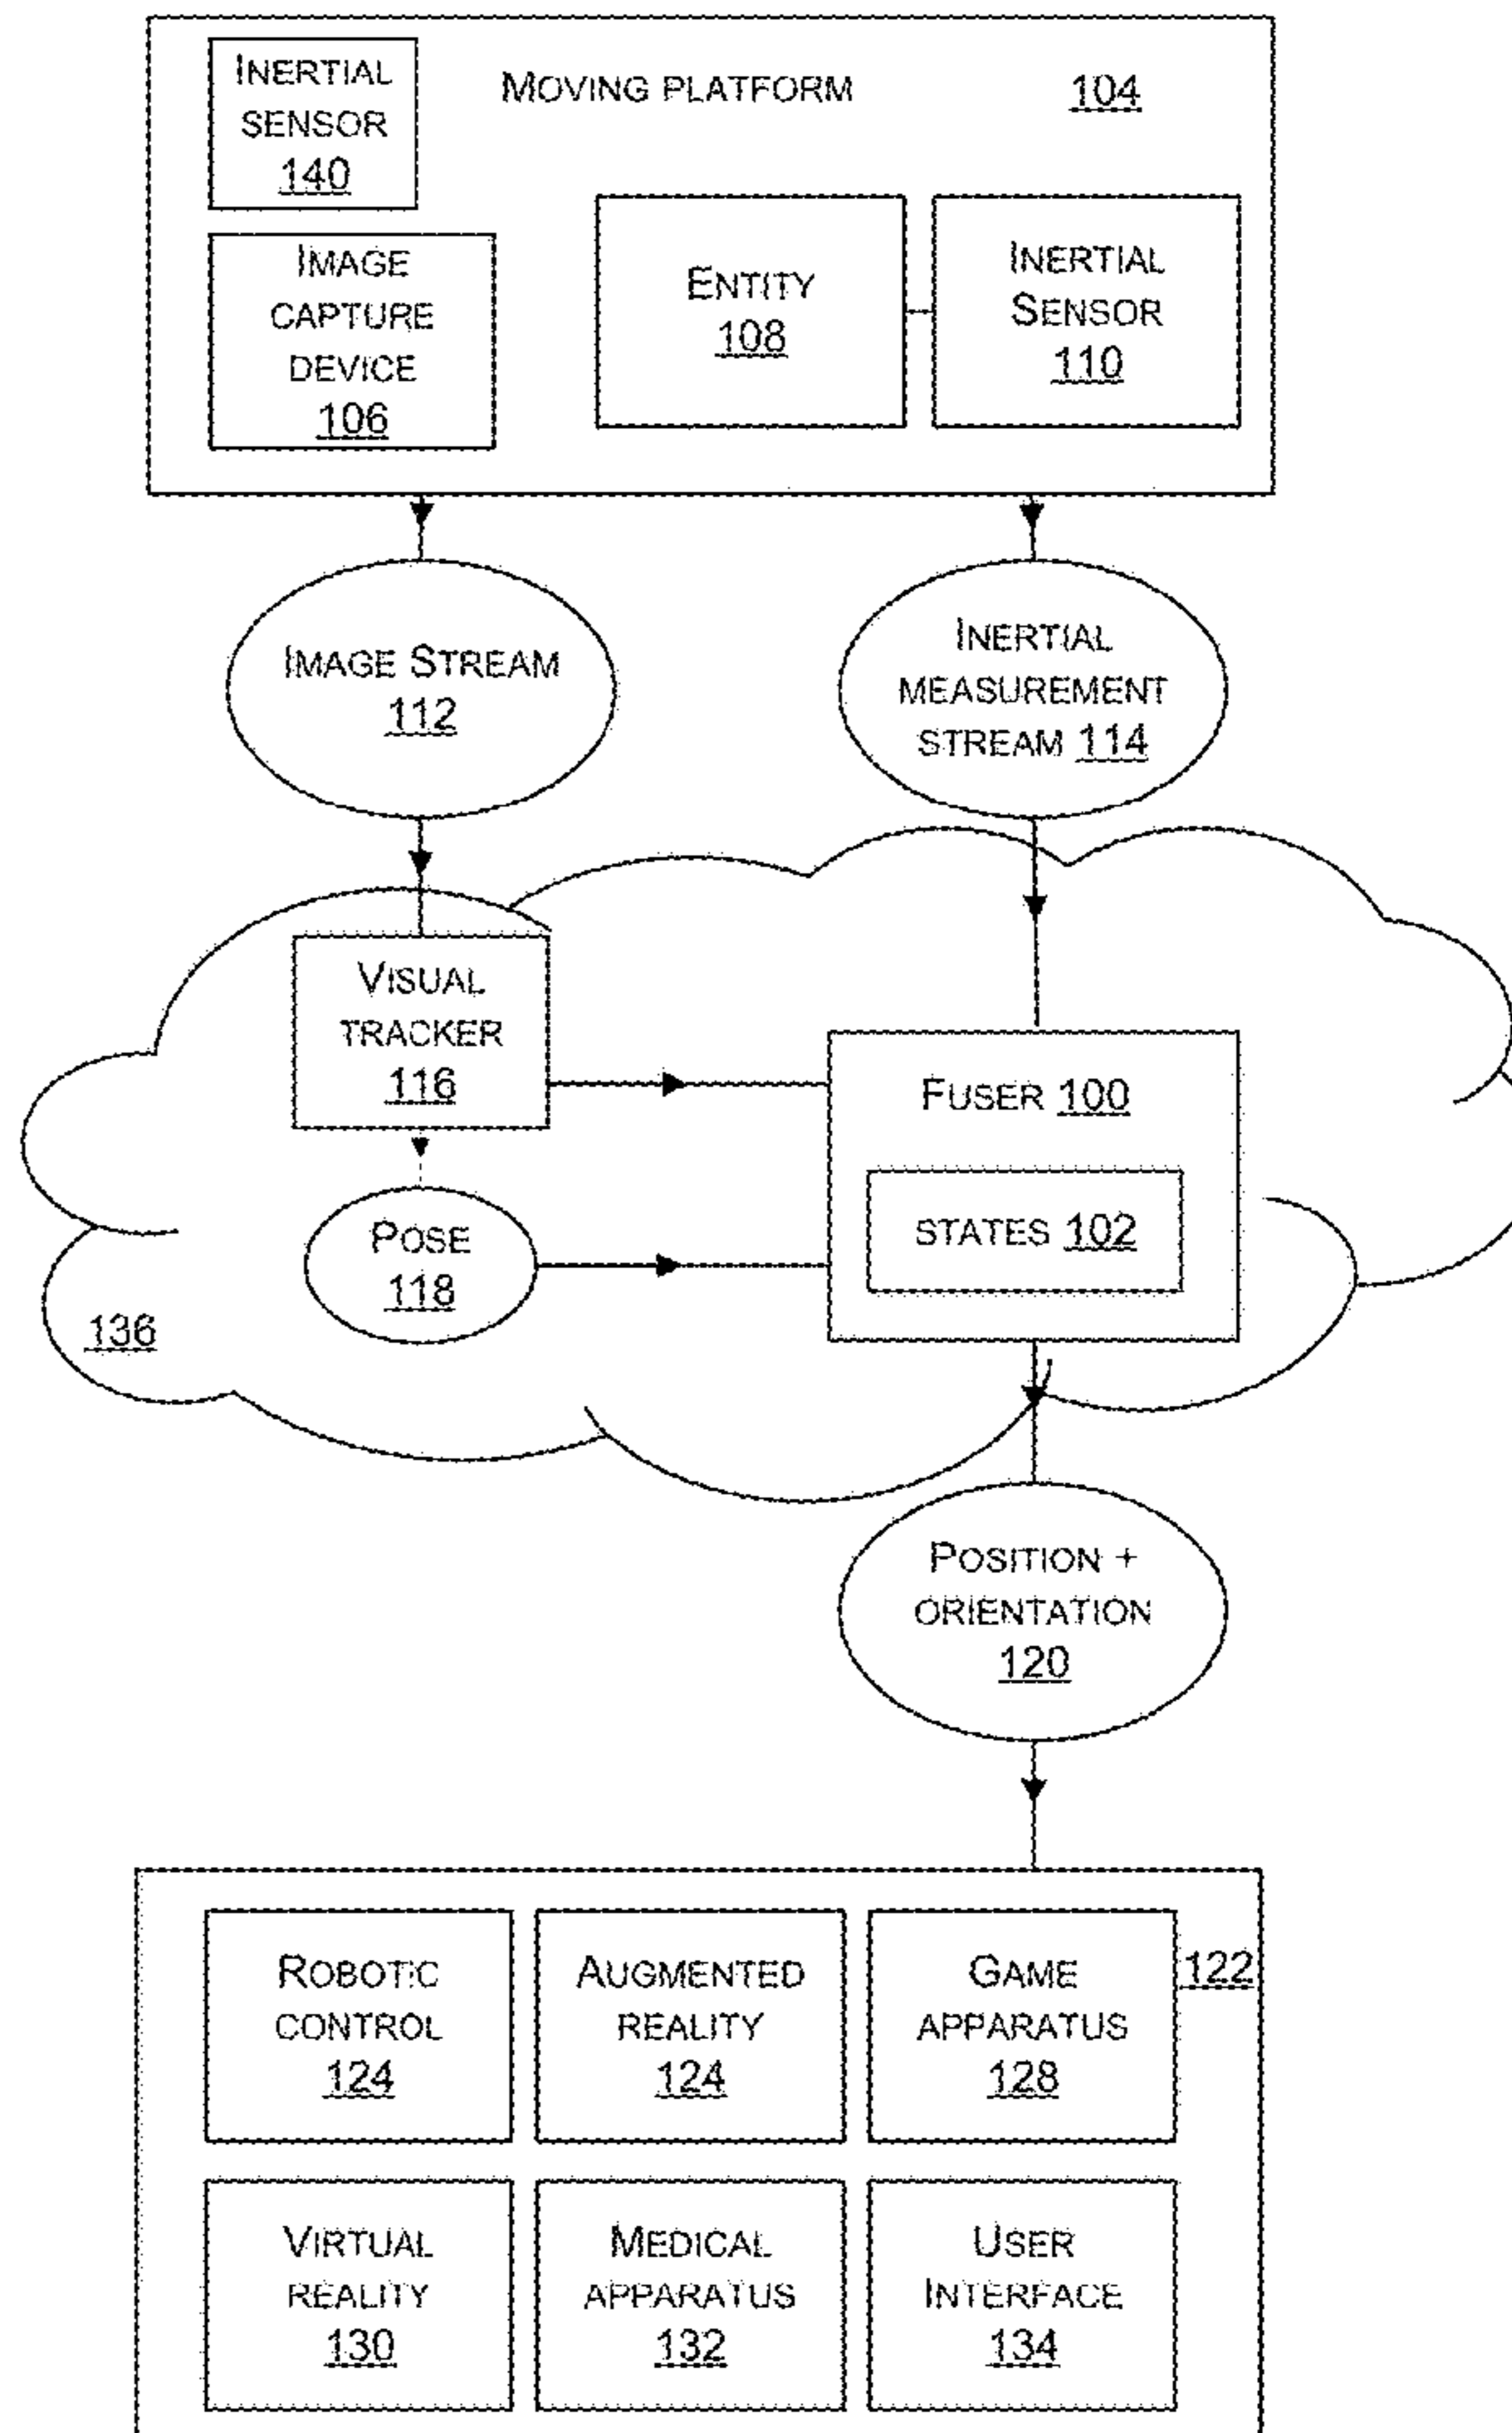 INERTIAL
SENSOR
140
MOVING PLATFORM 104
IMAGE
CAPTURE
DEVICE
106
ENTITY
108
INERTIAL
SENSOR
110
IMAGE STREAM
112
INERTIAL
MEASUREMENT
STREAM 114
VISUAL
TRACKER
116
FUSER 100
STATES 102
POSE
118
136
POSITION +
ORIENTATION
120
ROBOTIC
CONTROL
124
AUGMENTED
REALITY
124
GAME
APPARATUS
128
122
VIRTUAL
REALITY
130
MEDICAL
APPARATUS
132
USER
INTERFACE
134